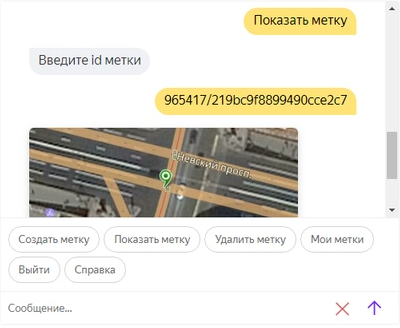 Показать метку
Введите id метки
965417/219bc9f8899490cce2c7
Невский просп.
Создать метку
Показать метку
Удалить метку
Мои метки
Выйти
Справка
Сообщение...